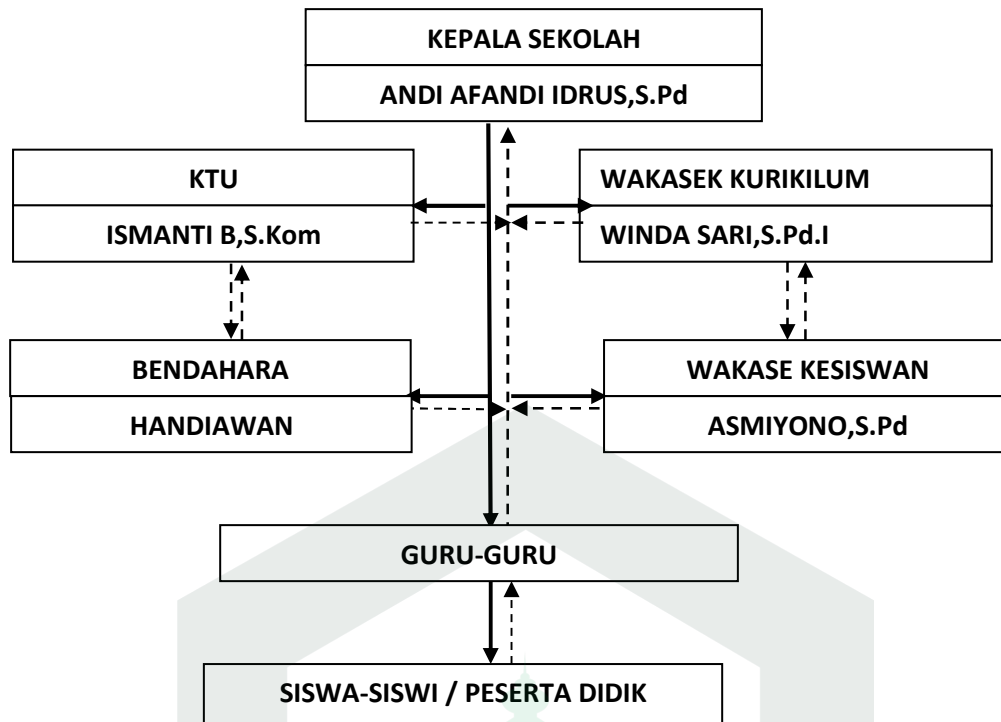 KEPALA SEKOLAH
ANDI AFANDI IDRUS,S.Pd
KTU
ISMANTI B,S.Kom
WAKASEK KURIKILUM
WINDA SARI,S.Pd.I
BENDAHARA
HANDIAWAN
WAKASE KESISWAN
ASMIYONO,S.Pd
GURU-GURU
SISWA-SISWI / PESERTA DIDIK